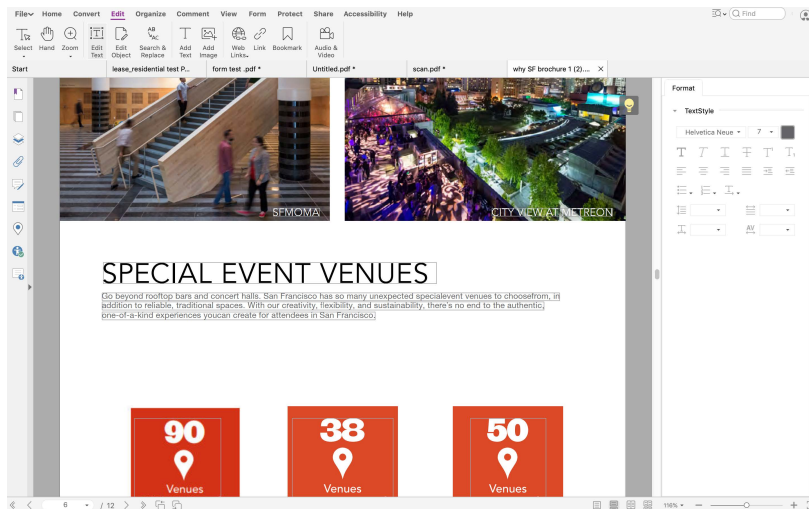 File Home Convert Edit Organize Comment View Form Protect Share Accessibility Help
Find
Select Hand Zoom Edit Text Edit Object Search & Replace Add Text Add Image Web Links Link Bookmark Audio & Video
Start lease_residential test P... form test .pdf * Untitled.pdf * scan.pdf * why SF brochure 1 (2).... ×
Format
TextStyle
Helvetica Neue 7
SFMOMA
CITY VIEW AT METREON
SPECIAL EVENT VENUES
Go beyond rooftop bars and concert halls. San Francisco has so many unexpected specialevent venues to choosefrom, in
addition to reliable, traditional spaces. With our creativity, flexibility, and sustainability, there's no end to the authentic,
one-of-a-kind experiences youcan create for attendees in San Francisco.
90 38 50
Venues Venues Venues
6 / 12
116%